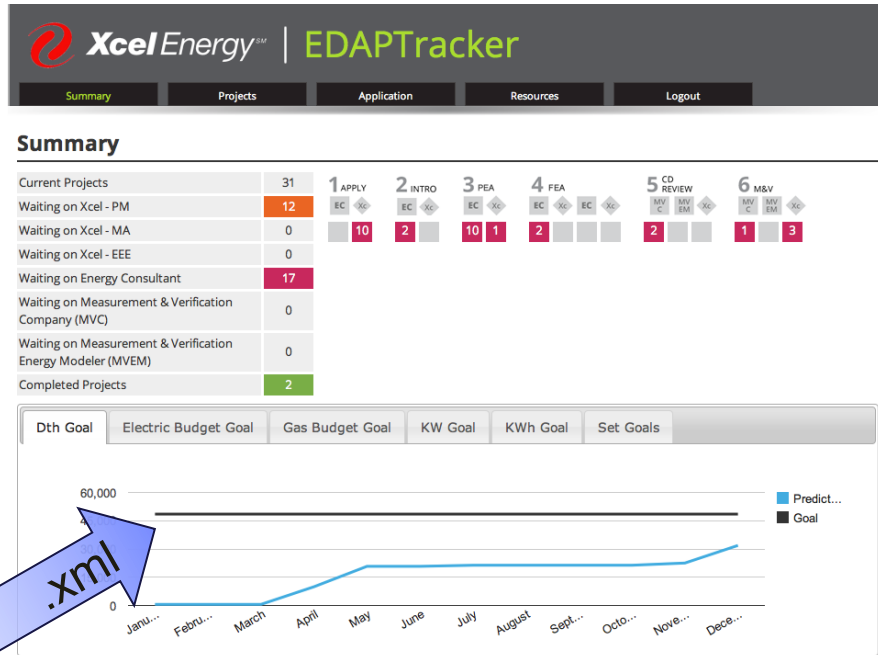 Xcel Energy SM | EDAPTracker
Summary Projects Application Resources Logout
Summary
Current Projects 31
Waiting on Xcel - PM 12
Waiting on Xcel - MA 0
Waiting on Xcel - EEE 0
Waiting on Energy Consultant 17
Waiting on Measurement & Verification
Company (MVC) 0
Waiting on Measurement & Verification
Energy Modeler (MVEM) 0
Completed Projects 2
1 APPLY 2 INTRO 3 PEA 4 FEA 5 CD REVIEW 6 M&V
EC Xc EC Xc EC Xc EC Xc EC Xc MV C MV EM Xc MV C MV EM Xc
10 2 10 1 2 2 1 3
Dth Goal Electric Budget Goal Gas Budget Goal KW Goal KWh Goal Set Goals
60,000
0
Predict...
Goal
.xml
Janu... Febru... March April May June July August Sept... Octo... Nove... Dece...